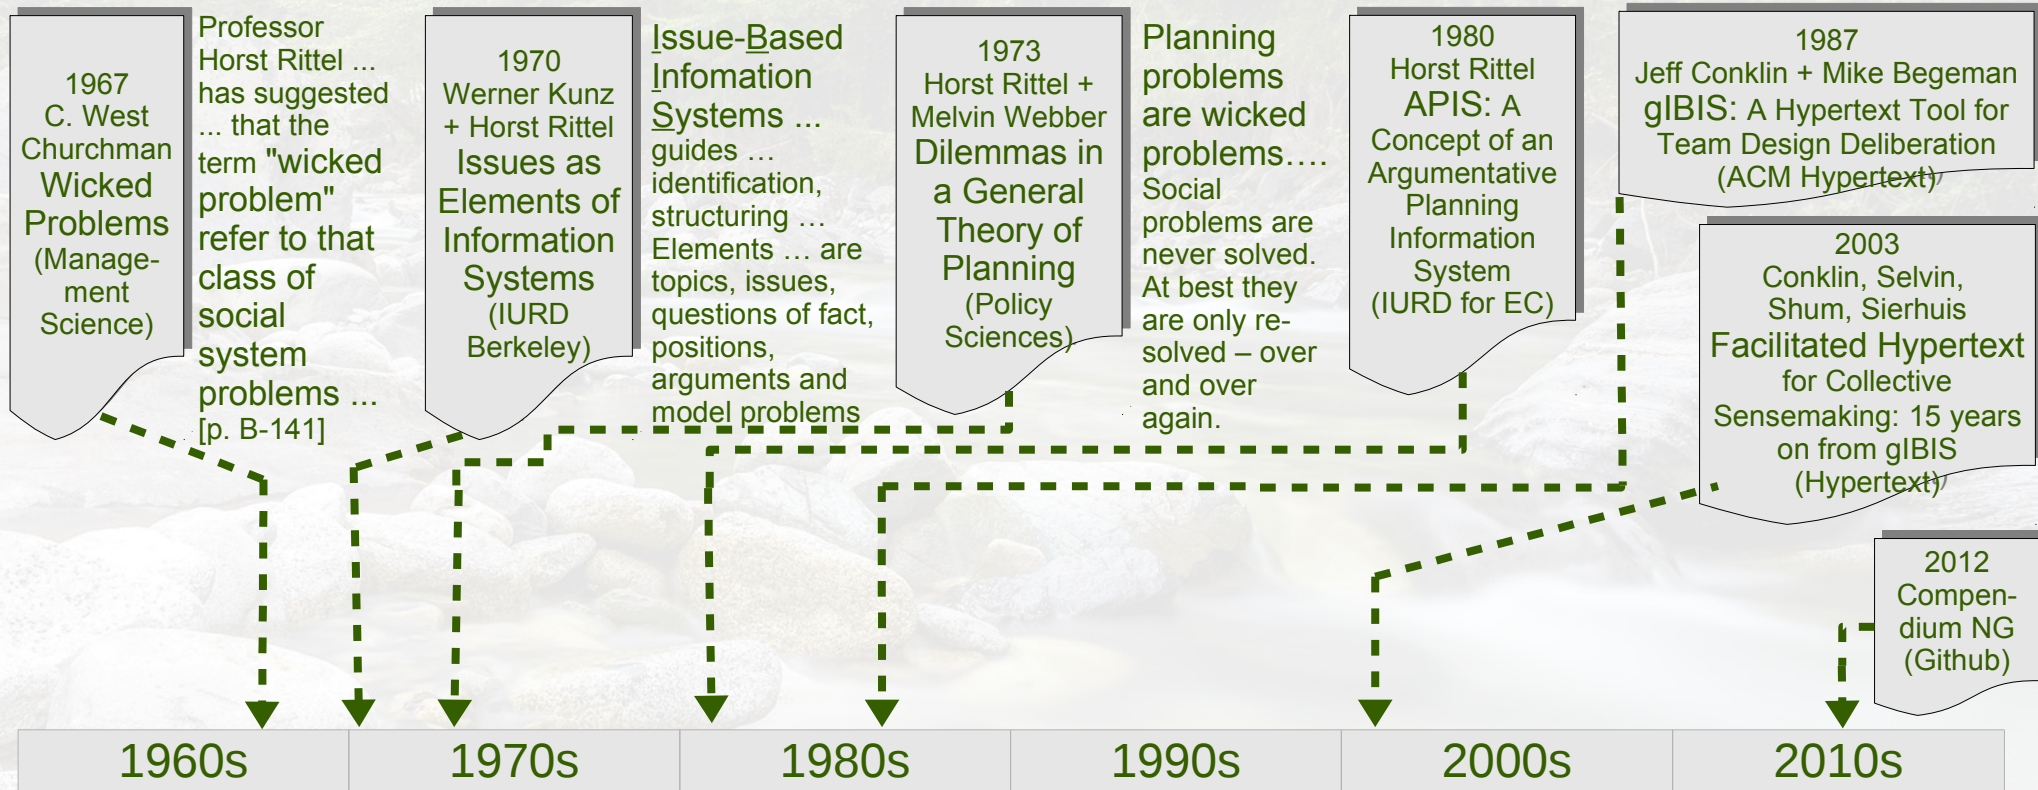 1967
C. West
Churchman
Wicked
Problems
(Manage-
ment
Science)
Professor
Horst Rittel ...
has suggested
... that the
term "wicked
problem"
refer to that
class of
social
system
problems ...
[p. B-141]
1970
Werner Kunz
+ Horst Rittel
Issues as
Elements of
Information
Systems
(IURD
Berkeley)
Issue-Based
Infomation
Systems ...
guides …
identification,
structuring …
Elements … are
topics, issues,
questions of fact,
positions,
arguments and
model problems
1973
Horst Rittel +
Melvin Webber
Dilemmas in
a General
Theory of
Planning
(Policy
Sciences)
Planning
problems
are wicked
problems….
Social
problems are
never solved.
At best they
are only re-
solved – over
and over
again.
1980
Horst Rittel
APIS: A
Concept of an
Argumentative
Planning
Information
System
(IURD for EC)
1987
Jeff Conklin + Mike Begeman
gIBIS: A Hypertext Tool for
Team Design Deliberation
(ACM Hypertext)
2003
Conklin, Selvin,
Shum, Sierhuis
Facilitated Hypertext
for Collective
Sensemaking: 15 years
on from gIBIS
(Hypertext)
2012
Compen-
dium NG
(Github)
1960s
1970s
1980s
1990s
2000s
2010s